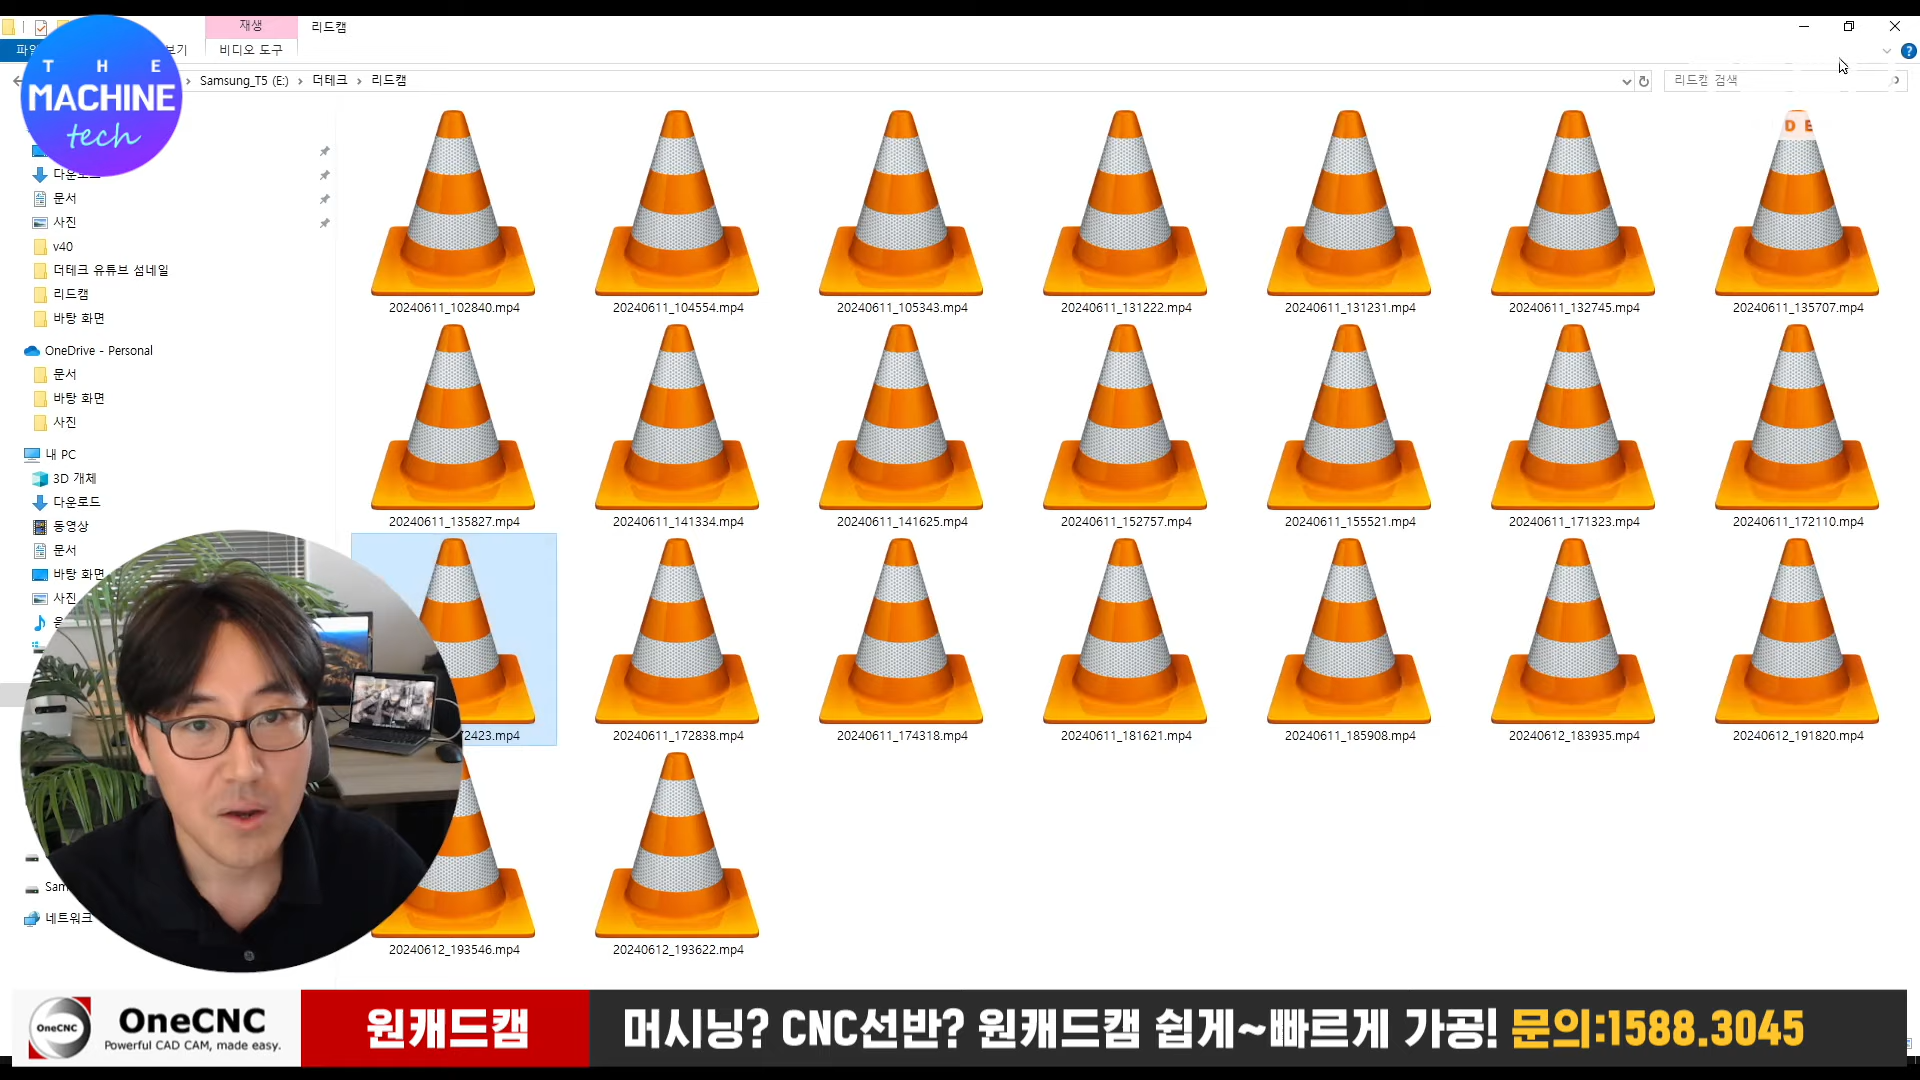 재생
리드캠
비디오 도구
Samsung_T5 (E:) > 더테크 > 리드캠
리드캠 검색
THE
MACHINE
tech
문서
사진
v40
더테크 유튜브 섬네일
리드캠
바탕 화면
OneDrive - Personal
문서
바탕 화면
사진
내 PC
3D 개체
다운로드
동영상
문서
바탕 화면
사진
네트워크
20240611_102840.mp4
20240611_104554.mp4
20240611_105343.mp4
20240611_131222.mp4
20240611_131231.mp4
20240611_132745.mp4
20240611_135707.mp4
20240611_135827.mp4
20240611_141334.mp4
20240611_141625.mp4
20240611_152757.mp4
20240611_155521.mp4
20240611_171323.mp4
20240611_172110.mp4
72423.mp4
20240611_172838.mp4
20240611_174318.mp4
20240611_181621.mp4
20240611_185908.mp4
20240612_183935.mp4
20240612_191820.mp4
20240612_193546.mp4
20240612_193622.mp4
OneCNC
OneCNC
Powerful CAD CAM, made easy.
원캐드캠
머시닝? CNC선반? 원캐드캠 쉽게~빠르게 가공! 문의:1588.3045